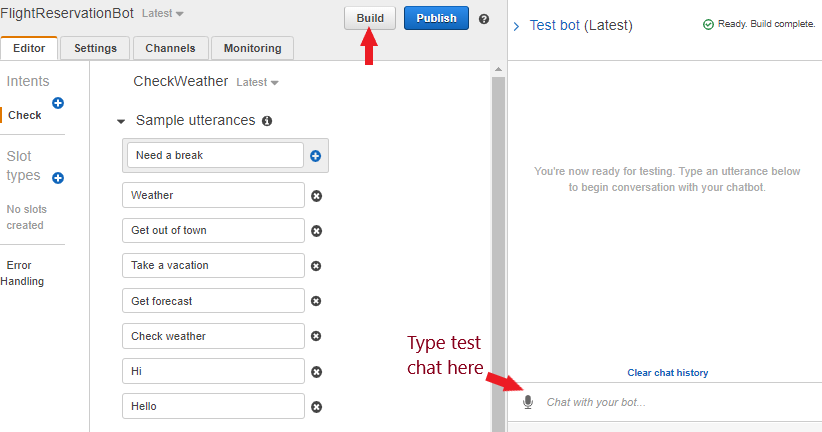 FlightReservationBot Latest
Build
Publish
Editor
Settings
Channels
Monitoring
Intents
Check
Slot
types
No slots
created
Error
Handling
CheckWeather Latest
Sample utterances
Need a break
Weather
Get out of town
Take a vacation
Get forecast
Check weather
Hi
Hello
Type test
chat here
Test bot (Latest)
Ready. Build complete.
You're now ready for testing. Type an utterance below
to begin conversation with your chatbot.
Clear chat history
Chat with your bot...